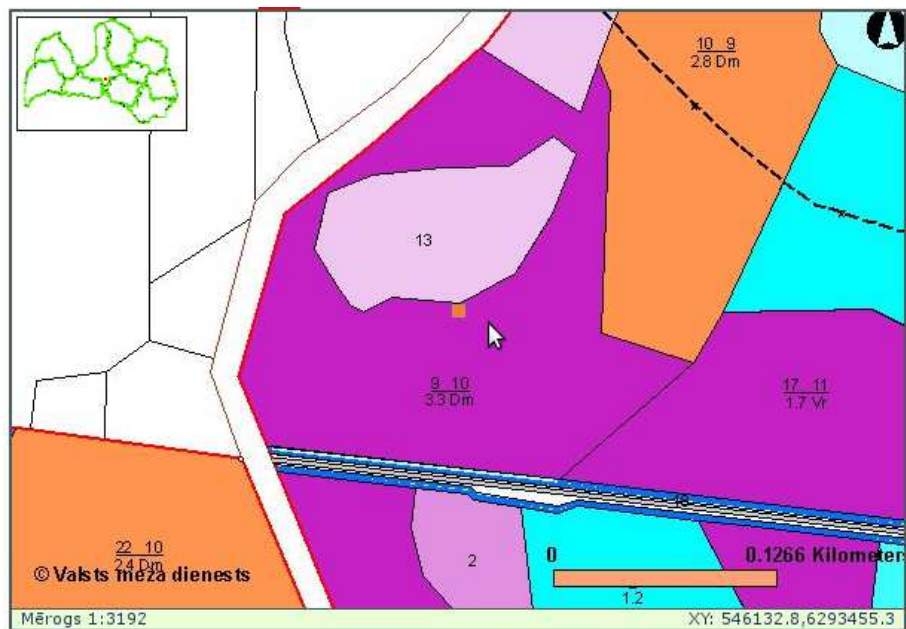 10 9
2.8 Dm
13
9 10
3.3 Dm
17 11
1.7 Vr
22 10
2.4 Dm
2
0 0.1266 Kilometers
1.2
© Valsts meža dienests
Mērogs 1:3192 XY: 546132.8,6293455.3